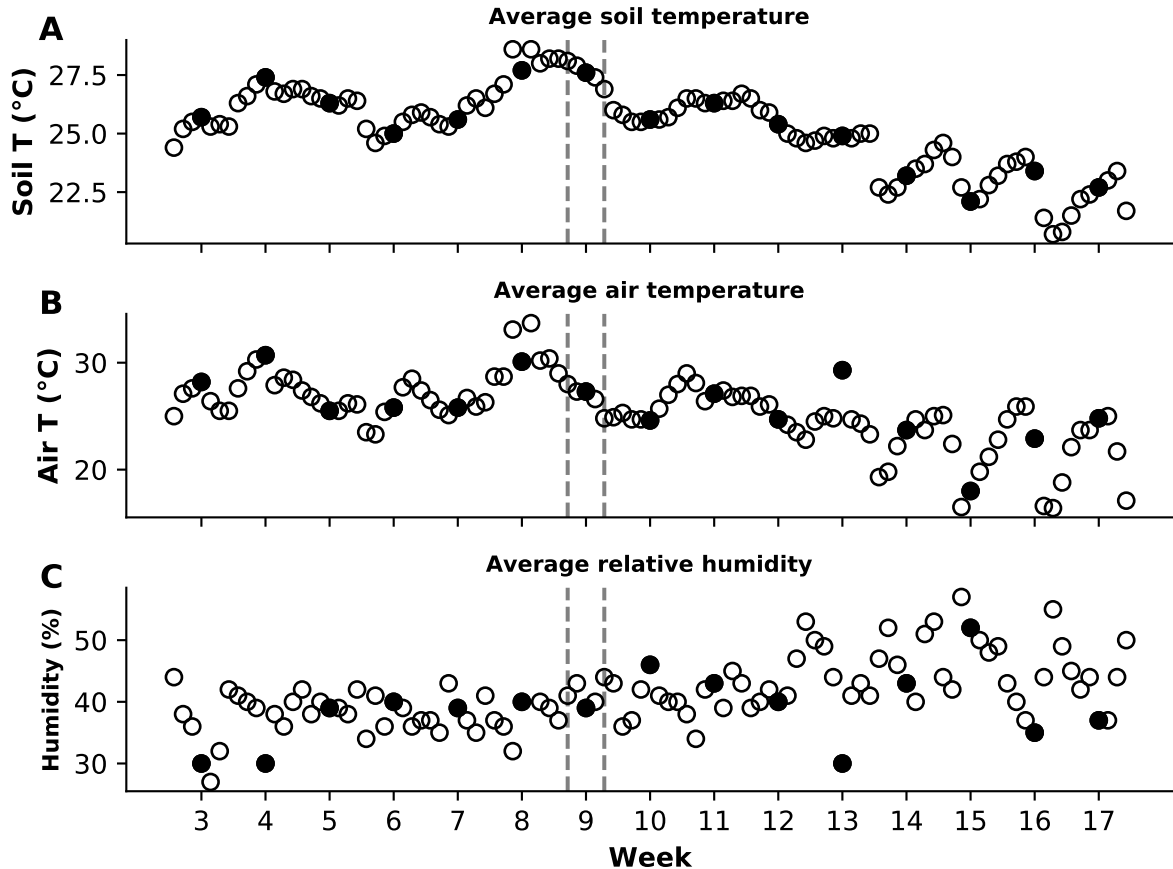 A
Average soil temperature
Soil T (°C)
27.5
25.0
22.5
B
Average air temperature
Air T (°C)
30
20
C
Average relative humidity
Humidity (%)
50
40
30
3 4 5 6 7 8 9 10 11 12 13 14 15 16 17
Week